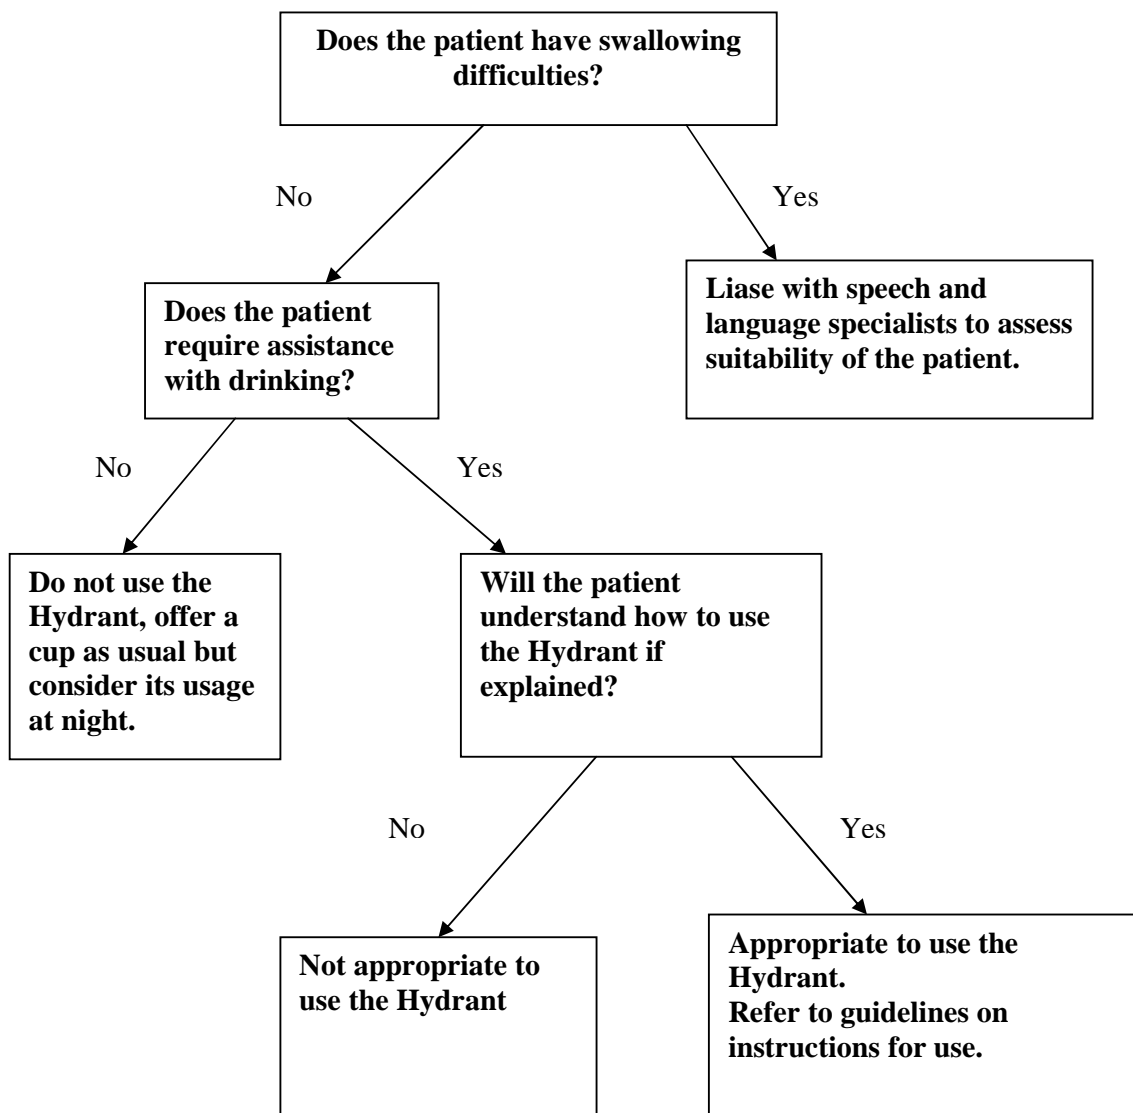 Does the patient have swallowing
difficulties?
No
Yes
Does the patient
require assistance
with drinking?
Liase with speech and
language specialists to assess
suitability of the patient.
No
Yes
Do not use the
Hydrant, offer a
cup as usual but
consider its usage
at night.
Will the patient
understand how to use
the Hydrant if
explained?
No
Yes
Not appropriate to
use the Hydrant
Appropriate to use the
Hydrant.
Refer to guidelines on
instructions for use.